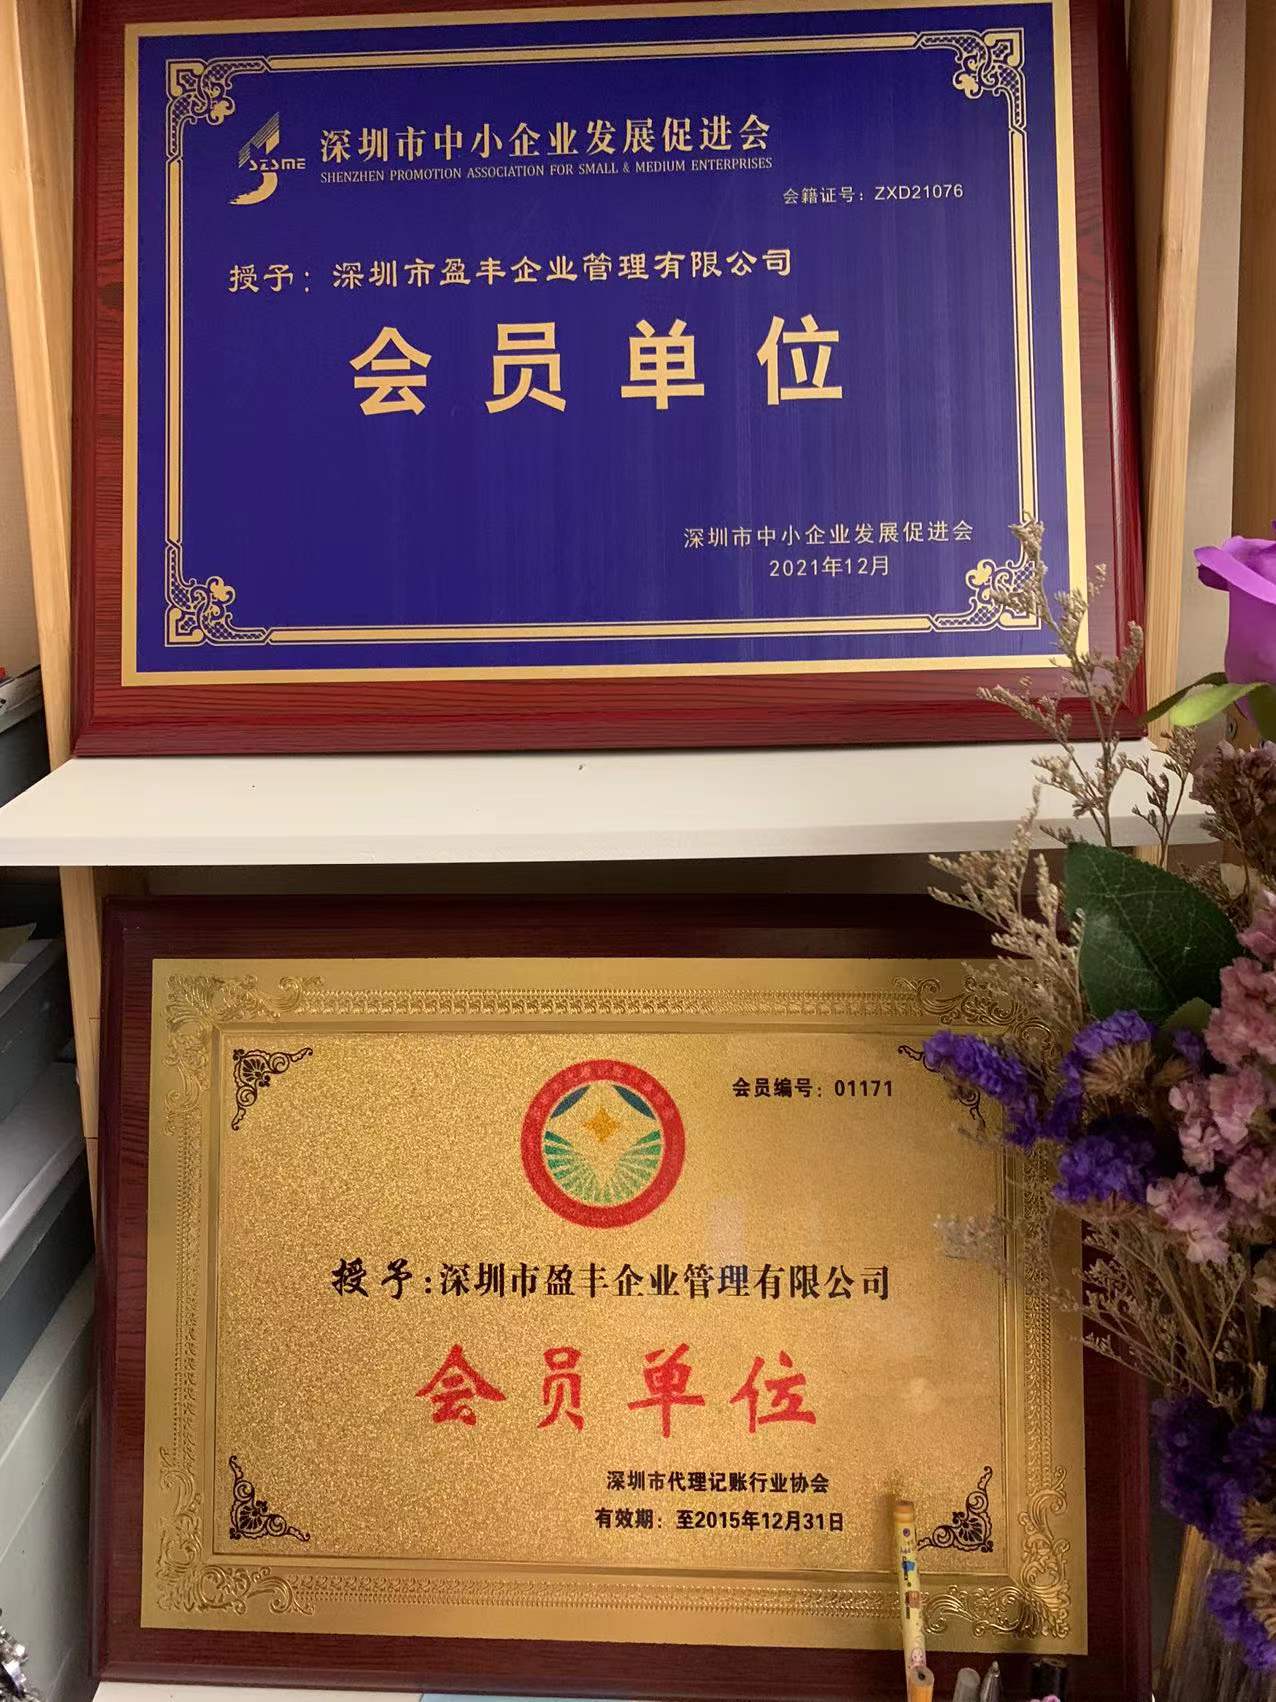 SZSME
深圳市中小企业发展促进会
SHENZHEN PROMOTION ASSOCIATION FOR SMALL & MEDIUM ENTERPRISES
会籍证号：ZXD21076
授予：深圳市盈丰企业管理有限公司
会员单位
深圳市中小企业发展促进会
2021年12月
会员编号：01171
授予:深圳市盈丰企业管理有限公司
会员单位
深圳市代理记账行业协会
有效期：至2015年12月31日